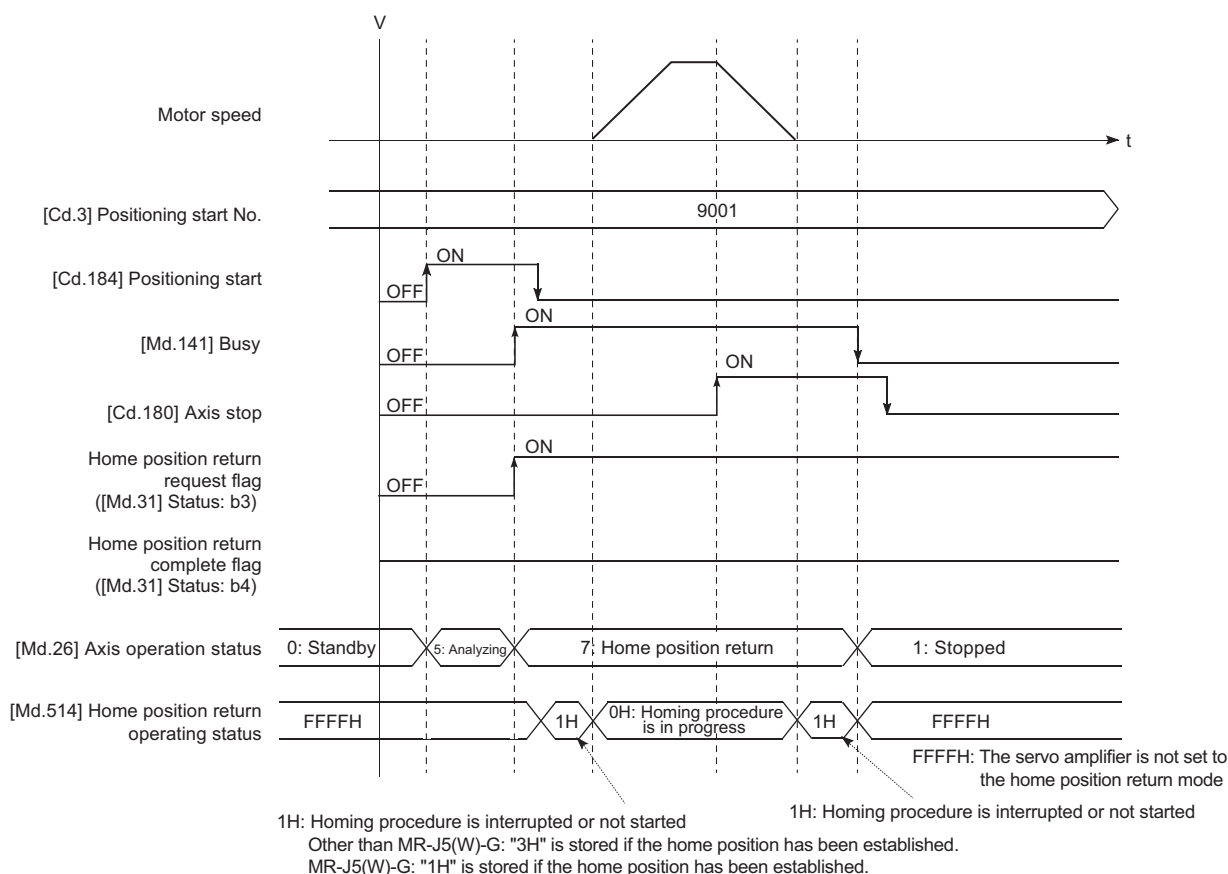 V
Motor speed
t
[Cd.3] Positioning start No.
9001
[Cd.184] Positioning start
OFF
ON
[Md.141] Busy
OFF
ON
[Cd.180] Axis stop
OFF
ON
Home position return
request flag
([Md.31] Status: b3)
OFF
ON
Home position return
complete flag
([Md.31] Status: b4)
[Md.26] Axis operation status
0: Standby
5: Analyzing
7: Home position return
1: Stopped
[Md.514] Home position return
operating status
FFFFH
1H
0H: Homing procedure
is in progress
1H
FFFFH
FFFFH: The servo amplifier is not set to
the home position return mode
1H: Homing procedure is interrupted or not started
1H: Homing procedure is interrupted or not started
Other than MR-J5(W)-G: "3H" is stored if the home position has been established.
MR-J5(W)-G: "1H" is stored if the home position has been established.